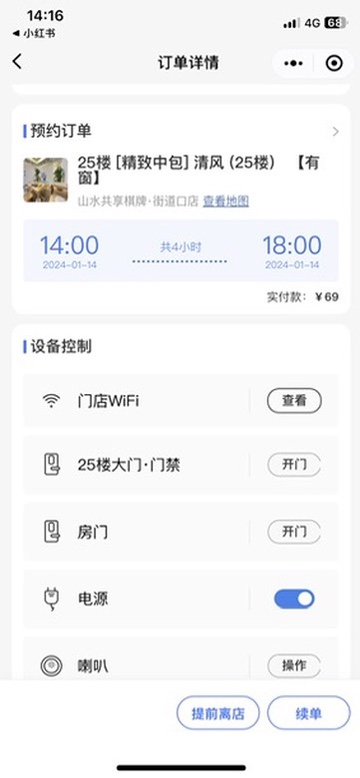 14:16
4G 68
◀ 小红书
订单详情
预约订单
25楼 [精致中包] 清风 (25楼) 【有
窗】
山水共享棋牌·街道口店 查看地图
14:00 共4小时 18:00
2024-01-14 2024-01-14
实付款：￥69
设备控制
门店WiFi 查看
25楼大门·门禁 开门
房门 开门
电源
喇叭 操作
提前离店 续单